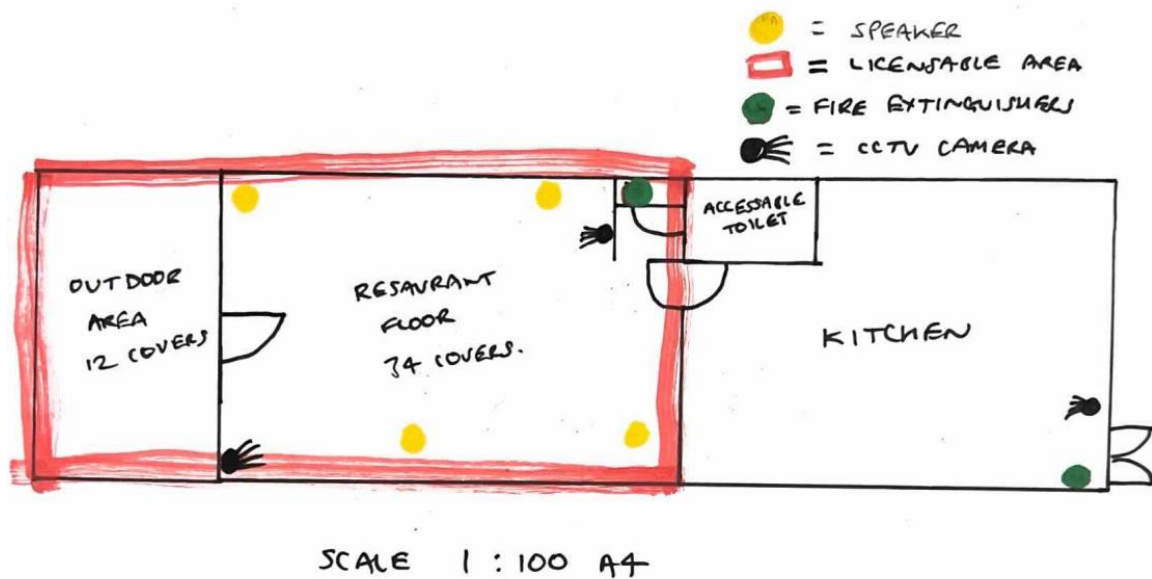 = SPEAKER
= LICENSABLE AREA
= FIRE EXTINGUISHERS
= CCTV CAMERA
ACCESSABLE
TOILET
OUTDOOR
AREA
12 COVERS
RESAURANT
FLOOR
34 COVERS.
KITCHEN
SCALE 1 : 100 A4